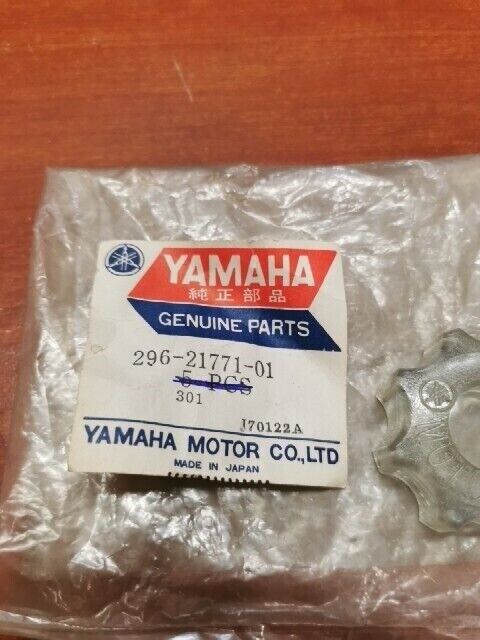 YAMAHA
純正部品
GENUINE PARTS
296-21771-01
5 PCS
301
J70122A
YAMAHA MOTOR CO.,LTD
MADE IN JAPAN